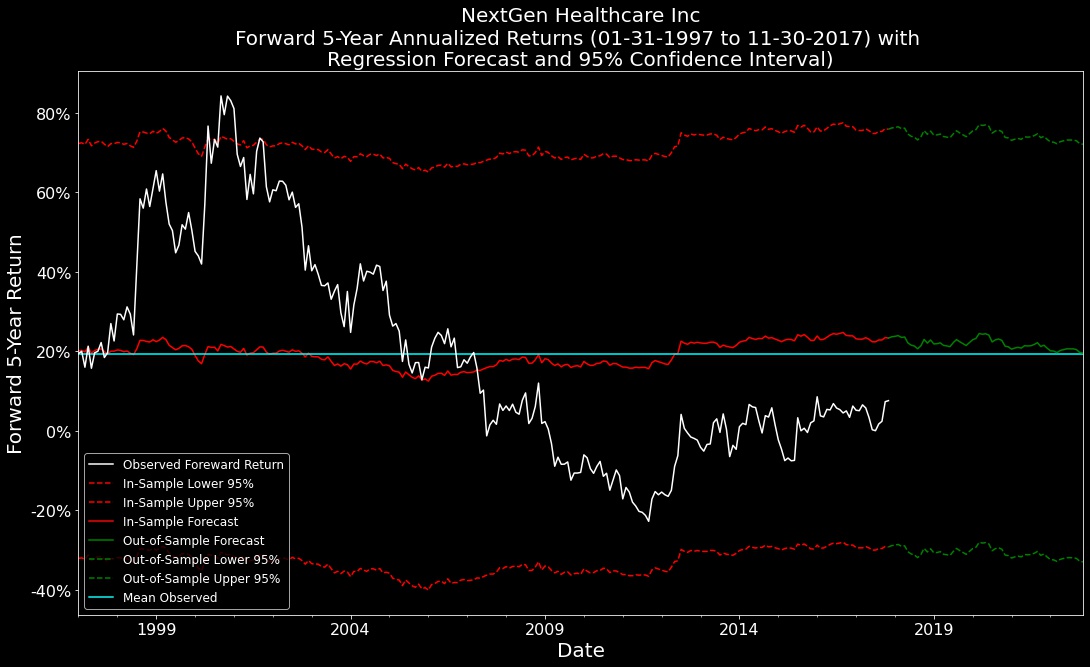 NextGen Healthcare Inc
Forward 5-Year Annualized Returns (01-31-1997 to 11-30-2017) with
Regression Forecast and 95% Confidence Interval)
Forward 5-Year Return
80%
60%
40%
20%
0%
-20%
-40%
Observed Foreward Return
In-Sample Lower 95%
In-Sample Upper 95%
In-Sample Forecast
Out-of-Sample Forecast
Out-of-Sample Lower 95%
Out-of-Sample Upper 95%
Mean Observed
1999 2004 2009 2014 2019
Date